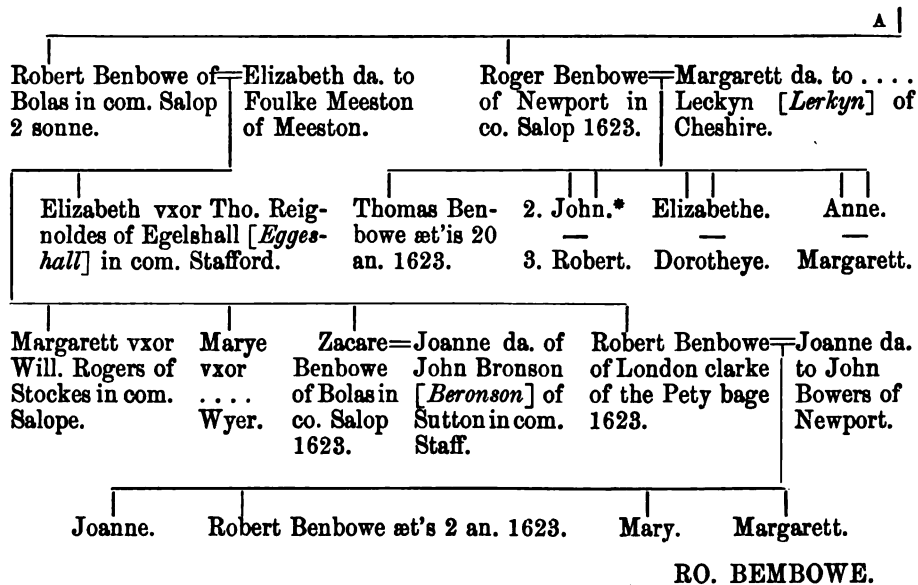 A
Robert Benbowe of=Elizabeth da. to
Bolas in com. Salop Foulke Meeston
2 sonne. of Meeston.
Roger Benbowe=Margarett da. to . . . .
of Newport in Leckyn [Lerkyn] of
co. Salop 1623. Cheshire.
Elizabeth vxor Tho. Reig-
noldes of Egelshall [Egges-
hall] in com. Stafford.
Thomas Ben-
bowe æt'is 20
an. 1623.
2. John.*
—
3. Robert.
Elizabethe.
—
Dorotheye.
Anne.
—
Margarett.
Margarett vxor
Will. Rogers of
Stockes in com.
Salope.
Marye
vxor
. . . .
Wyer.
Zacare=Joanne da. of
Benbowe John Bronson
of Bolas in [Beronson] of
co. Salop Sutton in com.
1623. Staff.
Robert Benbowe=Joanne da.
of London clarke to John
of the Pety bage Bowers of
1623. Newport.
Joanne. Robert Benbowe æt's 2 an. 1623. Mary. Margarett.
RO. BEMBOWE.